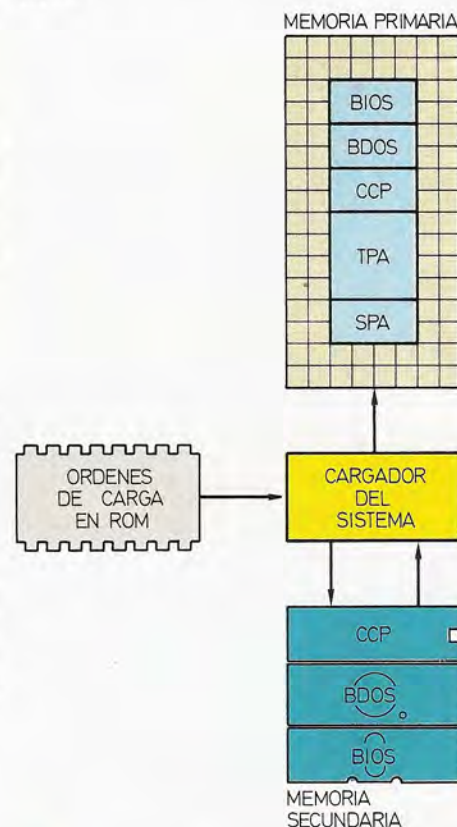 MEMORIA PRIMARIA
BIOS
BDOS
CCP
TPA
SPA
ORDENES
DE CARGA
EN ROM
CARGADOR
DEL
SISTEMA
CCP
BDOS
BIOS
MEMORIA
SECUNDARIA